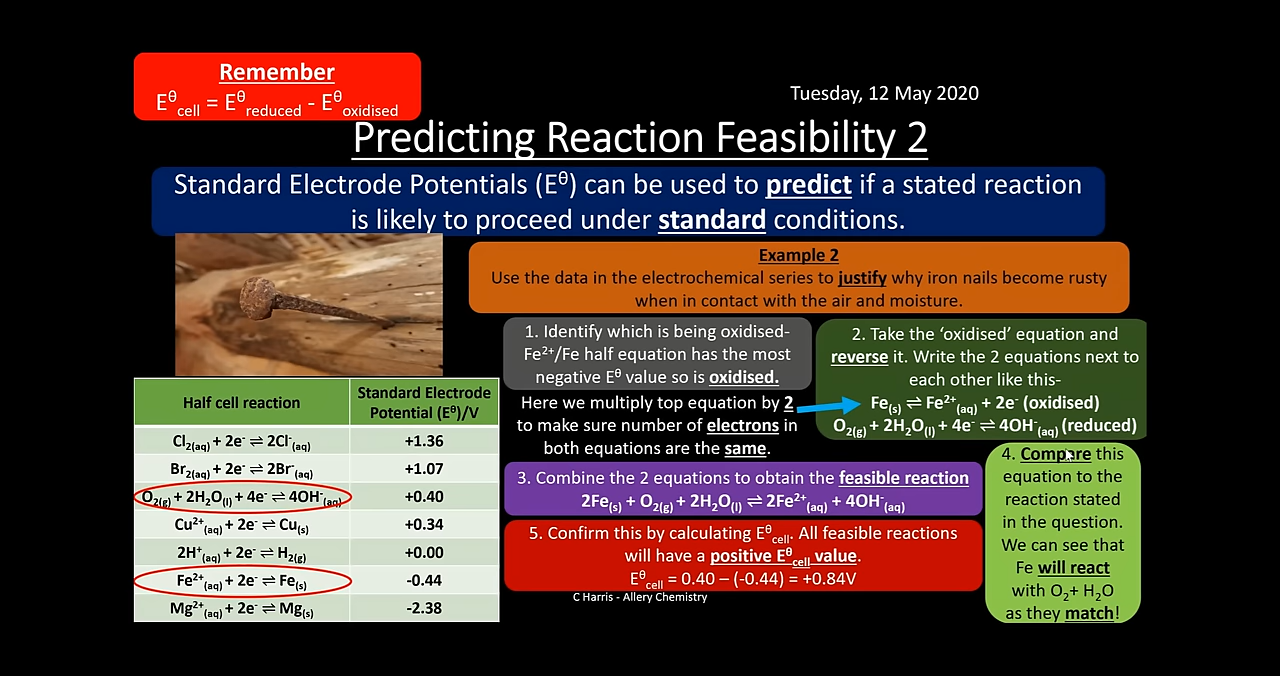 Remember
Eᶿcell = Eᶿreduced - Eᶿoxidised
Tuesday, 12 May 2020
Predicting Reaction Feasibility 2
Standard Electrode Potentials (Eᶿ) can be used to predict if a stated reaction
is likely to proceed under standard conditions.
Example 2
Use the data in the electrochemical series to justify why iron nails become rusty
when in contact with the air and moisture.
1. Identify which is being oxidised-
Fe²⁺/Fe half equation has the most
negative Eᶿ value so is oxidised.
Here we multiply top equation by 2
to make sure number of electrons in
both equations are the same.
2. Take the ‘oxidised’ equation and
reverse it. Write the 2 equations next to
each other like this-
Fe(s) ⇌ Fe²⁺(aq) + 2e⁻ (oxidised)
O₂(g) + 2H₂O(l) + 4e⁻ ⇌ 4OH⁻(aq) (reduced)
3. Combine the 2 equations to obtain the feasible reaction
2Fe(s) + O₂(g) + 2H₂O(l) ⇌ 2Fe²⁺(aq) + 4OH⁻(aq)
4. Compare this
equation to the
reaction stated
in the question.
We can see that
Fe will react
with O₂+ H₂O
as they match!
5. Confirm this by calculating Eᶿcell. All feasible reactions
will have a positive Eᶿcell value.
Eᶿcell = 0.40 – (-0.44) = +0.84V
C Harris - Allery Chemistry
Half cell reaction
Standard Electrode
Potential (Eᶿ)/V
Cl₂(aq) + 2e⁻ ⇌ 2Cl⁻(aq) +1.36
Br₂(aq) + 2e⁻ ⇌ 2Br⁻(aq) +1.07
O₂(g) + 2H₂O(l) + 4e⁻ ⇌ 4OH⁻(aq) +0.40
Cu²⁺(aq) + 2e⁻ ⇌ Cu(s) +0.34
2H⁺(aq) + 2e⁻ ⇌ H₂(g) +0.00
Fe²⁺(aq) + 2e⁻ ⇌ Fe(s) -0.44
Mg²⁺(aq) + 2e⁻ ⇌ Mg(s) -2.38